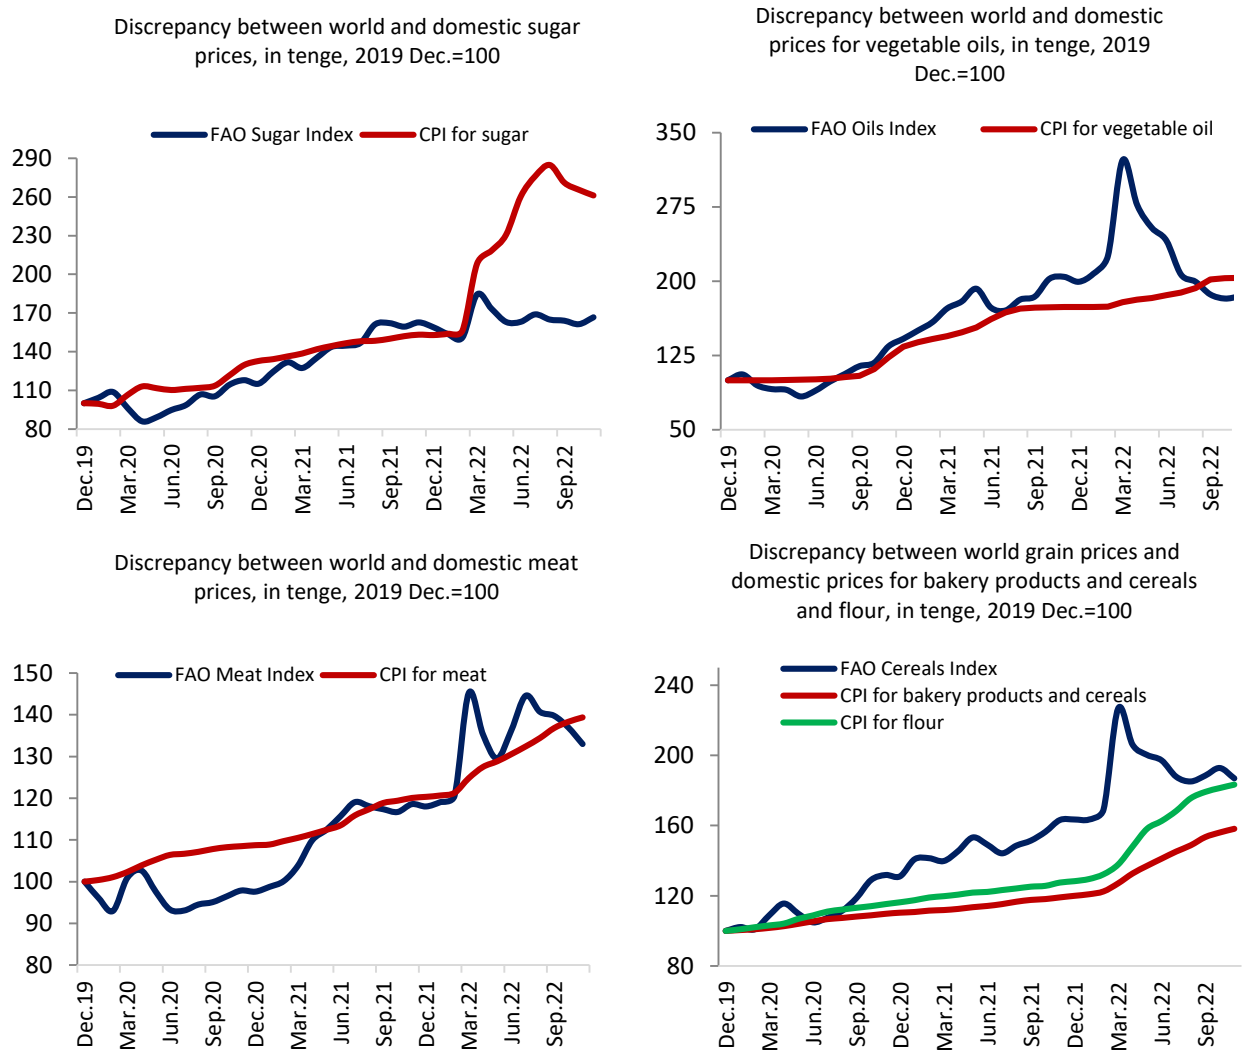 Discrepancy between world and domestic sugar
prices, in tenge, 2019 Dec.=100
FAO Sugar Index
CPI for sugar
290
260
230
200
170
140
110
80
Dec.19
Mar.20
Jun.20
Sep.20
Dec.20
Mar.21
Jun.21
Sep.21
Dec.21
Mar.22
Jun.22
Sep.22
Discrepancy between world and domestic
prices for vegetable oils, in tenge, 2019
Dec.=100
FAO Oils Index
CPI for vegetable oil
350
275
200
125
50
Dec.19
Mar.20
Jun.20
Sep.20
Dec.20
Mar.21
Jun.21
Sep.21
Dec.21
Mar.22
Jun.22
Sep.22
Discrepancy between world and domestic meat
prices, in tenge, 2019 Dec.=100
FAO Meat Index
CPI for meat
150
140
130
120
110
100
90
80
Dec.19
Mar.20
Jun.20
Sep.20
Dec.20
Mar.21
Jun.21
Sep.21
Dec.21
Mar.22
Jun.22
Sep.22
Discrepancy between world grain prices and
domestic prices for bakery products and cereals
and flour, in tenge, 2019 Dec.=100
FAO Cereals Index
CPI for bakery products and cereals
CPI for flour
240
200
160
120
80
Dec.19
Mar.20
Jun.20
Sep.20
Dec.20
Mar.21
Jun.21
Sep.21
Dec.21
Mar.22
Jun.22
Sep.22